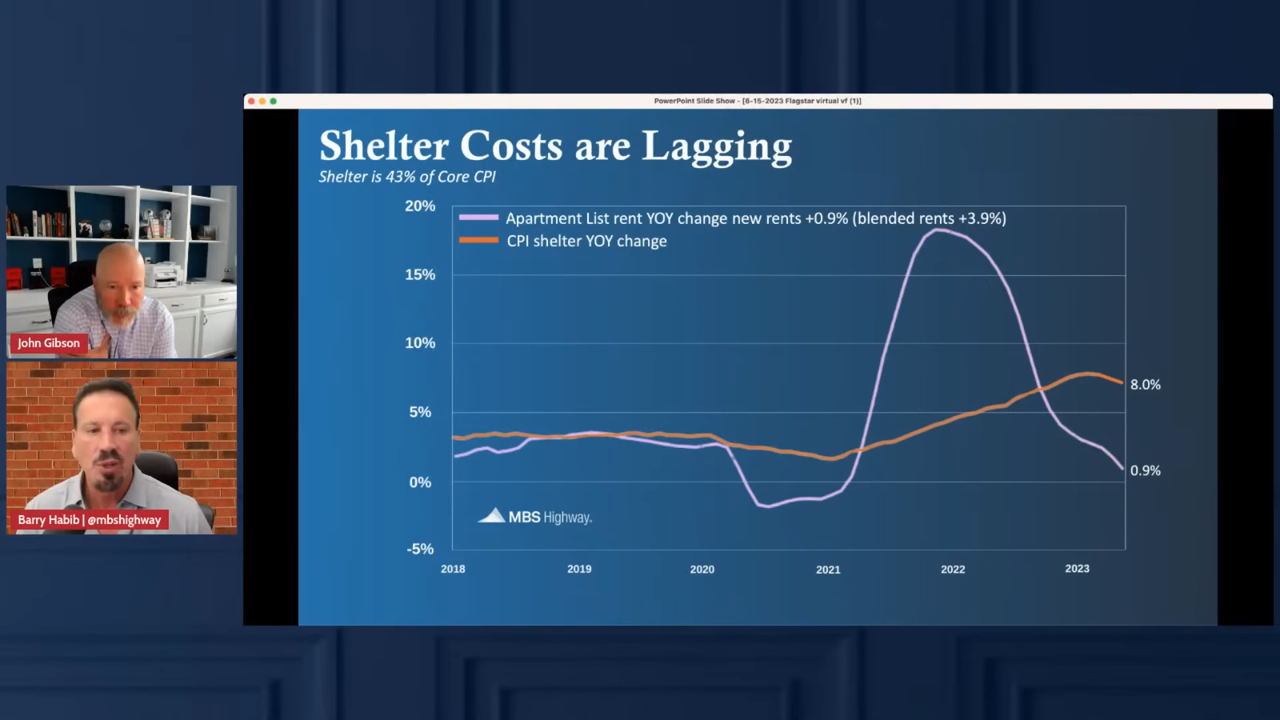 PowerPoint Slide Show - [6-15-2023 Flagstar virtual vf (1)]
Shelter Costs are Lagging
Shelter is 43% of Core CPI
20%
Apartment List rent YOY change new rents +0.9% (blended rents +3.9%)
CPI shelter YOY change
15%
10%
5%
0%
-5%
8.0%
0.9%
MBS Highway.
2018
2019
2020
2021
2022
2023
John Gibson
Barry Habib | @mbshighway